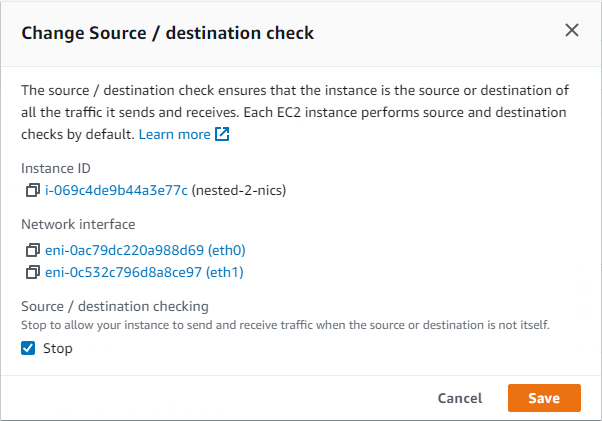 Change Source / destination check
The source / destination check ensures that the instance is the source or destination of
all the traffic it sends and receives. Each EC2 instance performs source and destination
checks by default. Learn more
Instance ID
i-069c4de9b44a3e77c (nested-2-nics)
Network interface
eni-0ac79dc220a988d69 (eth0)
eni-0c532c796d8a8ce97 (eth1)
Source / destination checking
Stop to allow your instance to send and receive traffic when the source or destination is not itself.
Stop
Cancel Save